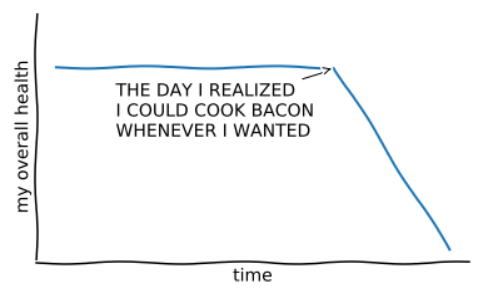 my overall health
THE DAY I REALIZED
I COULD COOK BACON
WHENEVER I WANTED
time